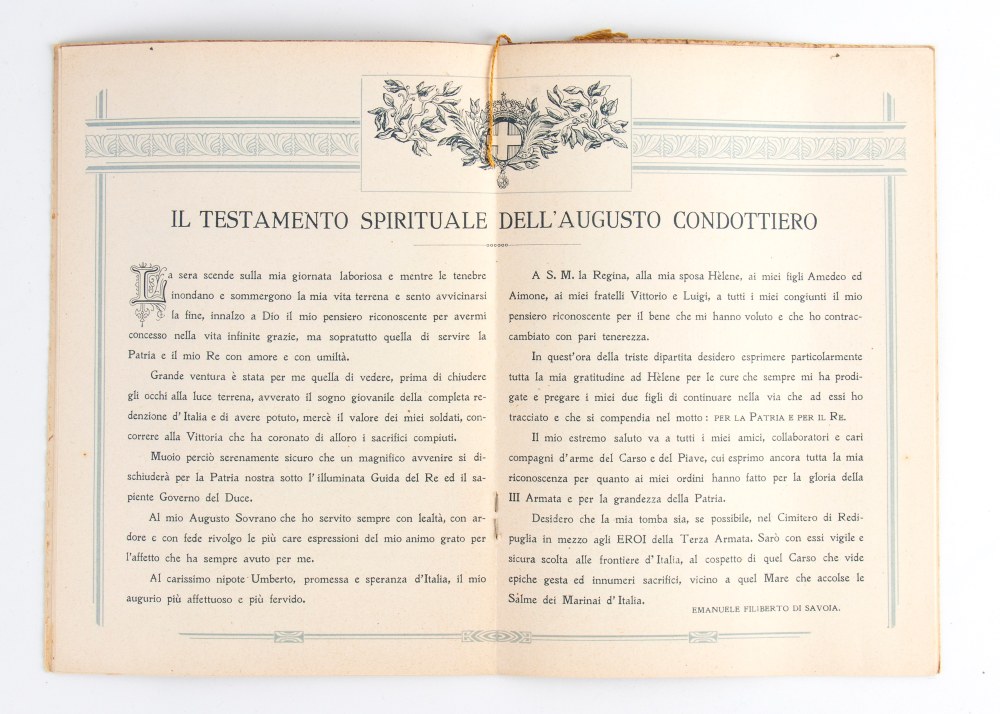 IL TESTAMENTO SPIRITUALE DELL'AUGUSTO CONDOTTIERO
La sera scende sulla mia giornata laboriosa e mentre le tenebre
inondano e sommergono la mia vita terrena e sento avvicinarsi
la fine, innalzo a Dio il mio pensiero riconoscente per avermi
concesso nella vita infinite grazie, ma sopratutto quella di servire la
Patria e il mio Re con amore e con umiltà.
Grande ventura è stata per me quella di vedere, prima di chiudere
gli occhi alla luce terrena, avverato il sogno giovanile della completa re-
denzione d'Italia e di avere potuto, mercè il valore dei miei soldati, con-
correre alla Vittoria che ha coronato di alloro i sacrifici compiuti.
Muoio perciò serenamente sicuro che un magnifico avvenire si di-
schiuderà per la Patria nostra sotto l'illuminata Guida del Re ed il sa-
piente Governo del Duce.
Al mio Augusto Sovrano che ho servito sempre con lealtà, con ar-
dore e con fede rivolgo le più care espressioni del mio animo grato per
l'affetto che ha sempre avuto per me.
Al carissimo nipote Umberto, promessa e speranza d'Italia, il mio
augurio più affettuoso e più fervido.
A S. M. la Regina, alla mia sposa Hèlene, ai miei figli Amedeo ed
Aimone, ai miei fratelli Vittorio e Luigi, a tutti i miei congiunti il mio
pensiero riconoscente per il bene che mi hanno voluto e che ho contrac-
cambiato con pari tenerezza.
In quest'ora della triste dipartita desidero esprimere particolarmente
tutta la mia gratitudine ad Hèlene per le cure che sempre mi ha prodi-
gate e pregare i miei due figli di continuare nella via che ad essi ho
tracciato e che si compendia nel motto: PER LA PATRIA E PER IL RE.
Il mio estremo saluto va a tutti i miei amici, collaboratori e cari
compagni d'arme del Carso e del Piave, cui esprimo ancora tutta la mia
riconoscenza per quanto ai miei ordini hanno fatto per la gloria della
III Armata e per la grandezza della Patria.
Desidero che la mia tomba sia, se possibile, nel Cimitero di Redi-
puglia in mezzo agli EROI della Terza Armata. Sarò con essi vigile e
sicura scolta alle frontiere d'Italia, al cospetto di quel Carso che vide
epiche gesta ed innumeri sacrifici, vicino a quel Mare che accolse le
Salme dei Marinai d'Italia.
EMANUELE FILIBERTO DI SAVOIA.